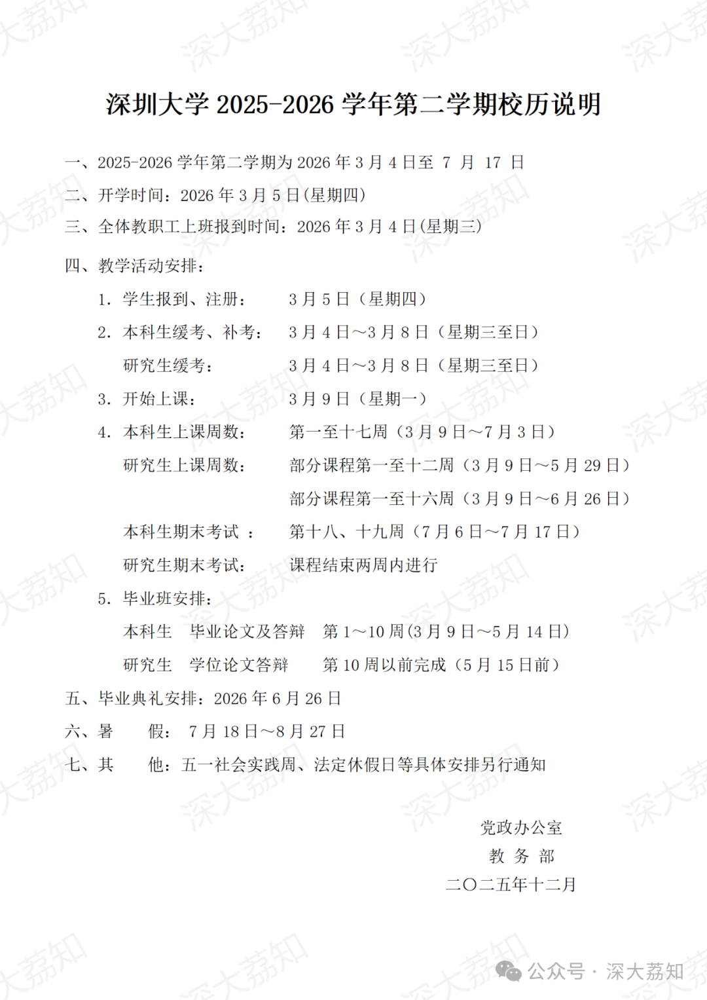 深圳大学 2025-2026 学年第二学期校历说明
一、2025-2026 学年第二学期为 2026 年 3 月 4 日至 7 月 17 日
二、开学时间：2026 年 3 月 5 日(星期四)
三、全体教职工上班报到时间：2026 年 3 月 4 日(星期三)
四、教学活动安排：
1. 学生报到、注册： 3 月 5 日（星期四）
2. 本科生缓考、补考： 3 月 4 日～3 月 8 日（星期三至日）
研究生缓考： 3 月 4 日～3 月 8 日（星期三至日）
3. 开始上课： 3 月 9 日（星期一）
4. 本科生上课周数： 第一至十七周（3 月 9 日～7 月 3 日）
研究生上课周数： 部分课程第一至十二周（3 月 9 日～5 月 29 日）
部分课程第一至十六周（3 月 9 日～6 月 26 日）
本科生期末考试 ： 第十八、十九周（7 月 6 日～7 月 17 日）
研究生期末考试： 课程结束两周内进行
5. 毕业班安排：
本科生 毕业论文及答辩 第 1～10 周(3 月 9 日～5 月 14 日)
研究生 学位论文答辩 第 10 周以前完成（5 月 15 日前）
五、毕业典礼安排：2026 年 6 月 26 日
六、暑 假： 7 月 18 日～8 月 27 日
七、其 他：五一社会实践周、法定休假日等具体安排另行通知
党政办公室
教 务 部
二〇二五年十二月
公众号 · 深大荔知